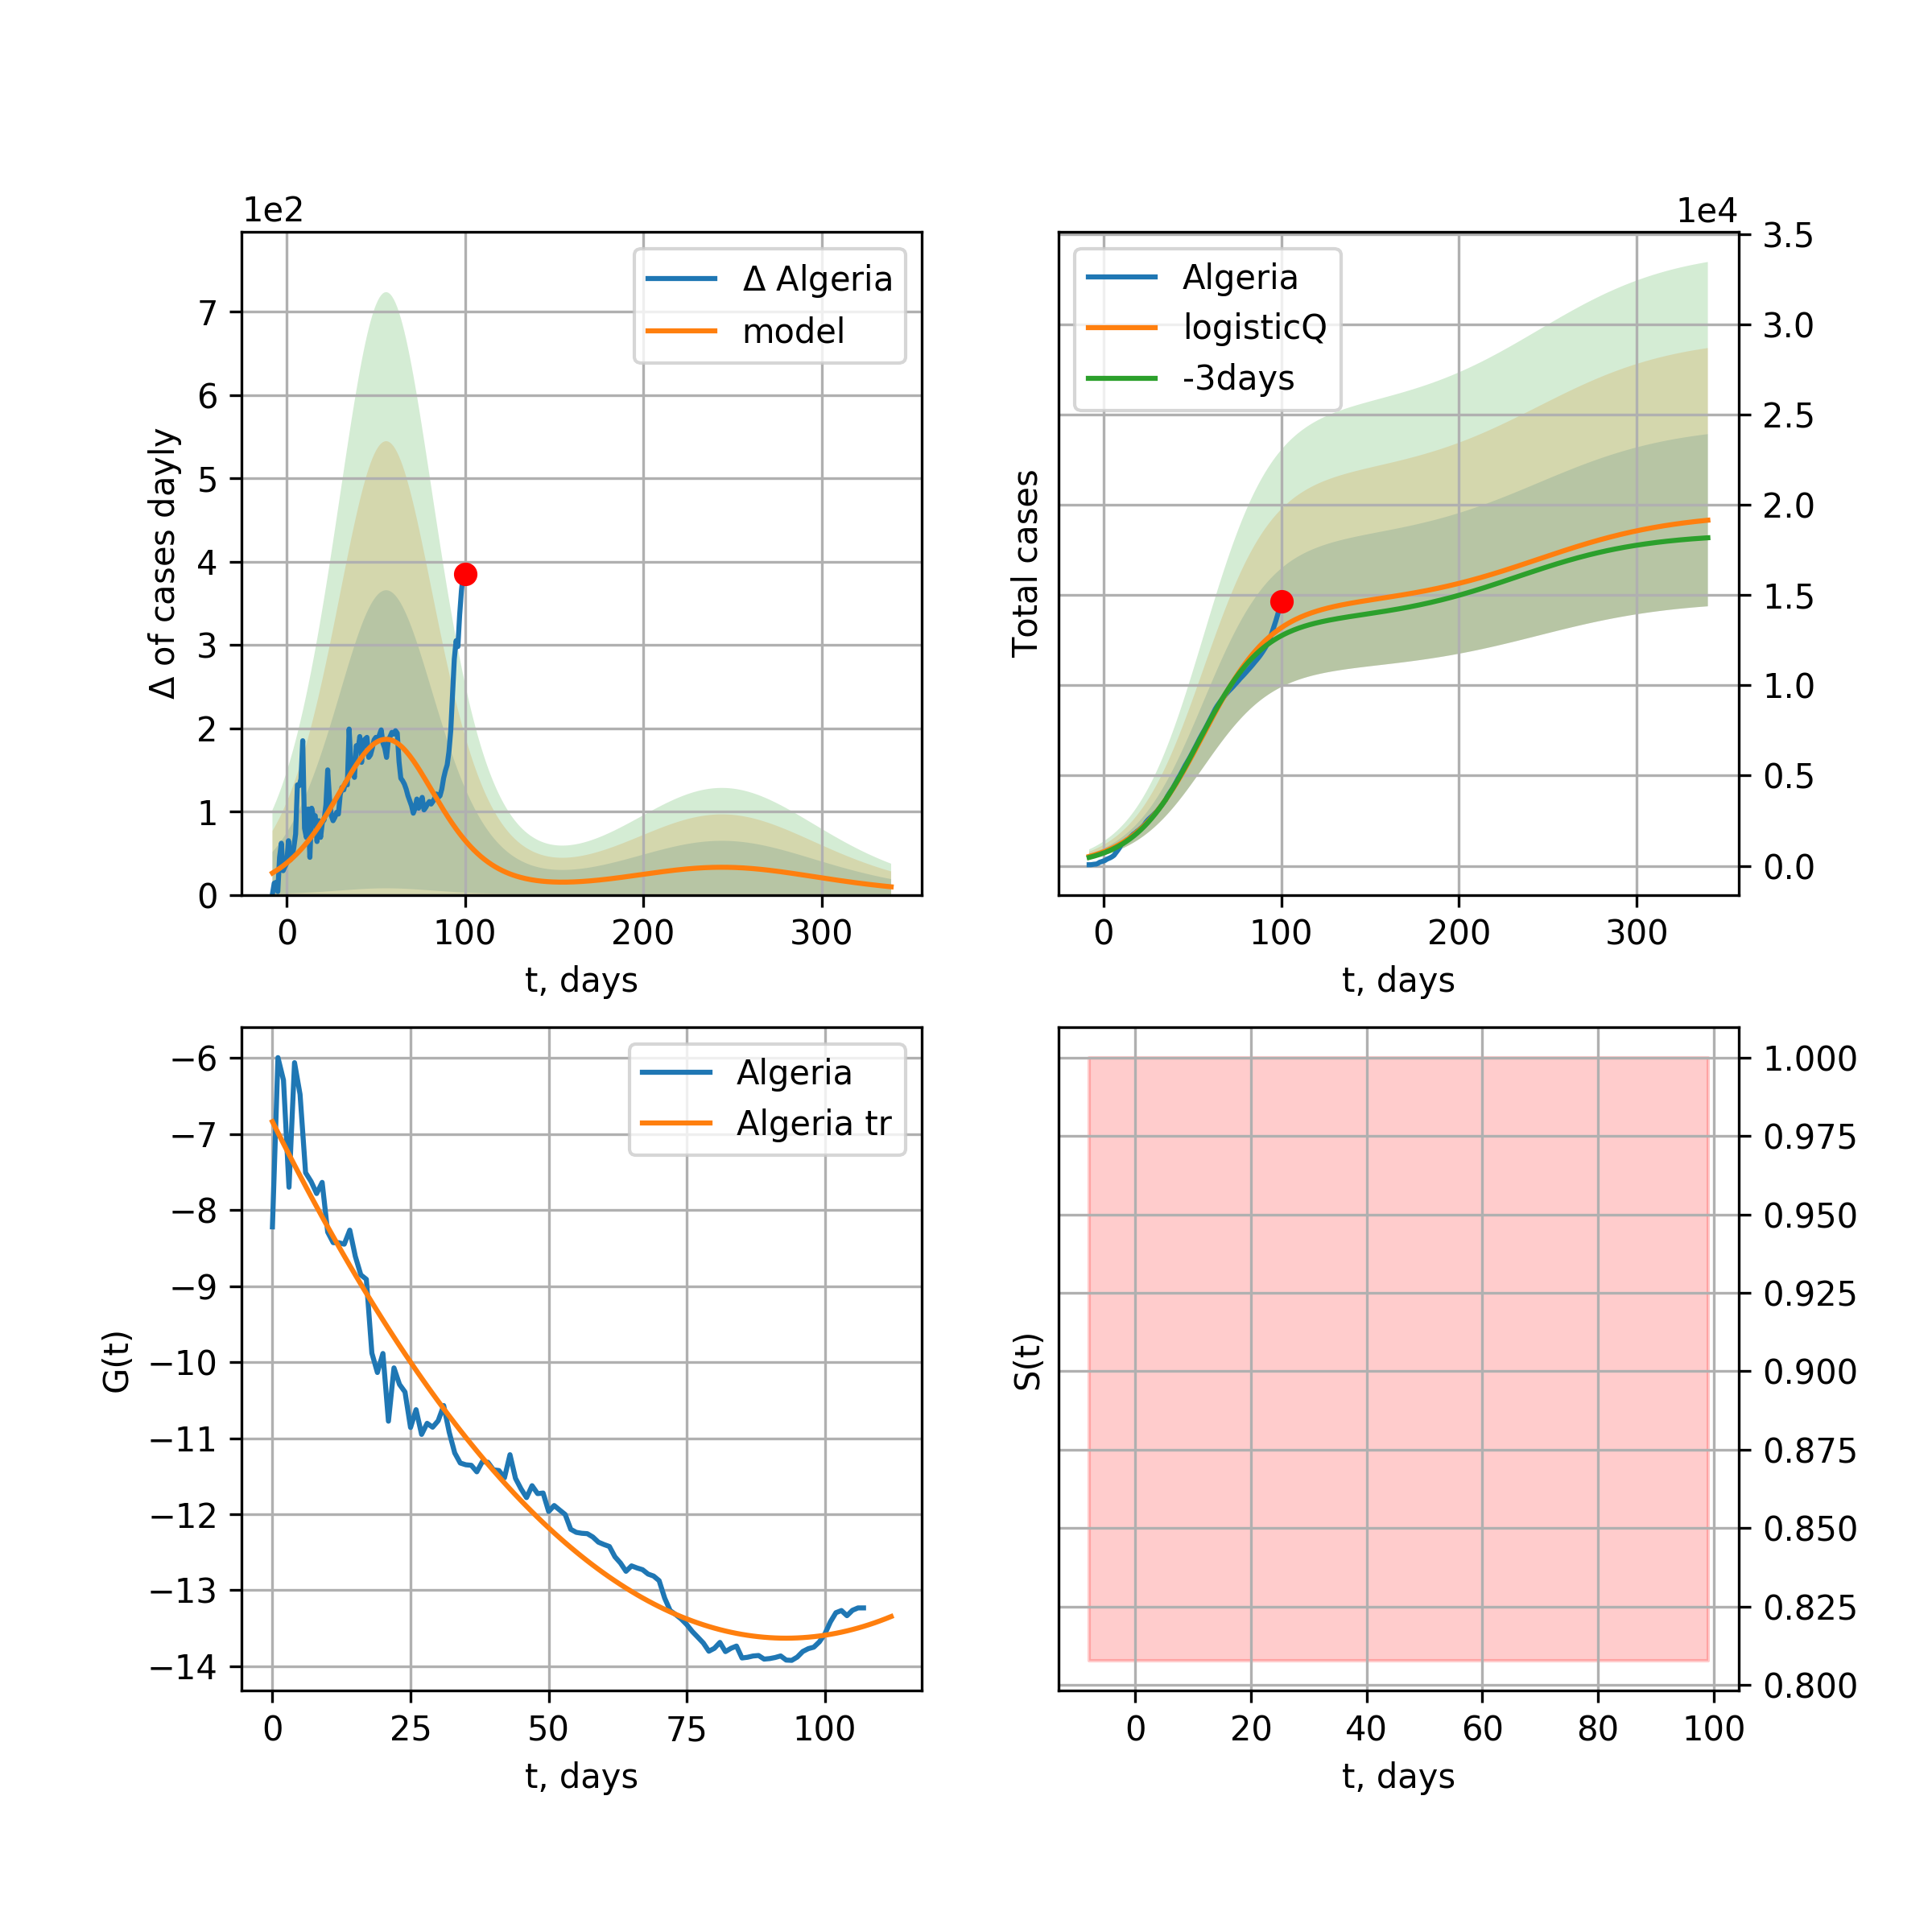 1e2
Δ of cases dayly
7
6
5
4
3
2
1
0
Δ Algeria
model
0 100 200 300
t, days
1e4
Total cases
Algeria
logisticQ
-3days
3.5
3.0
2.5
2.0
1.5
1.0
0.5
0.0
0 100 200 300
t, days
G(t)
−6
−7
−8
−9
−10
−11
−12
−13
−14
Algeria
Algeria tr
0 25 50 75 100
t, days
S(t)
1.000
0.975
0.950
0.925
0.900
0.875
0.850
0.825
0.800
0 20 40 60 80 100
t, days